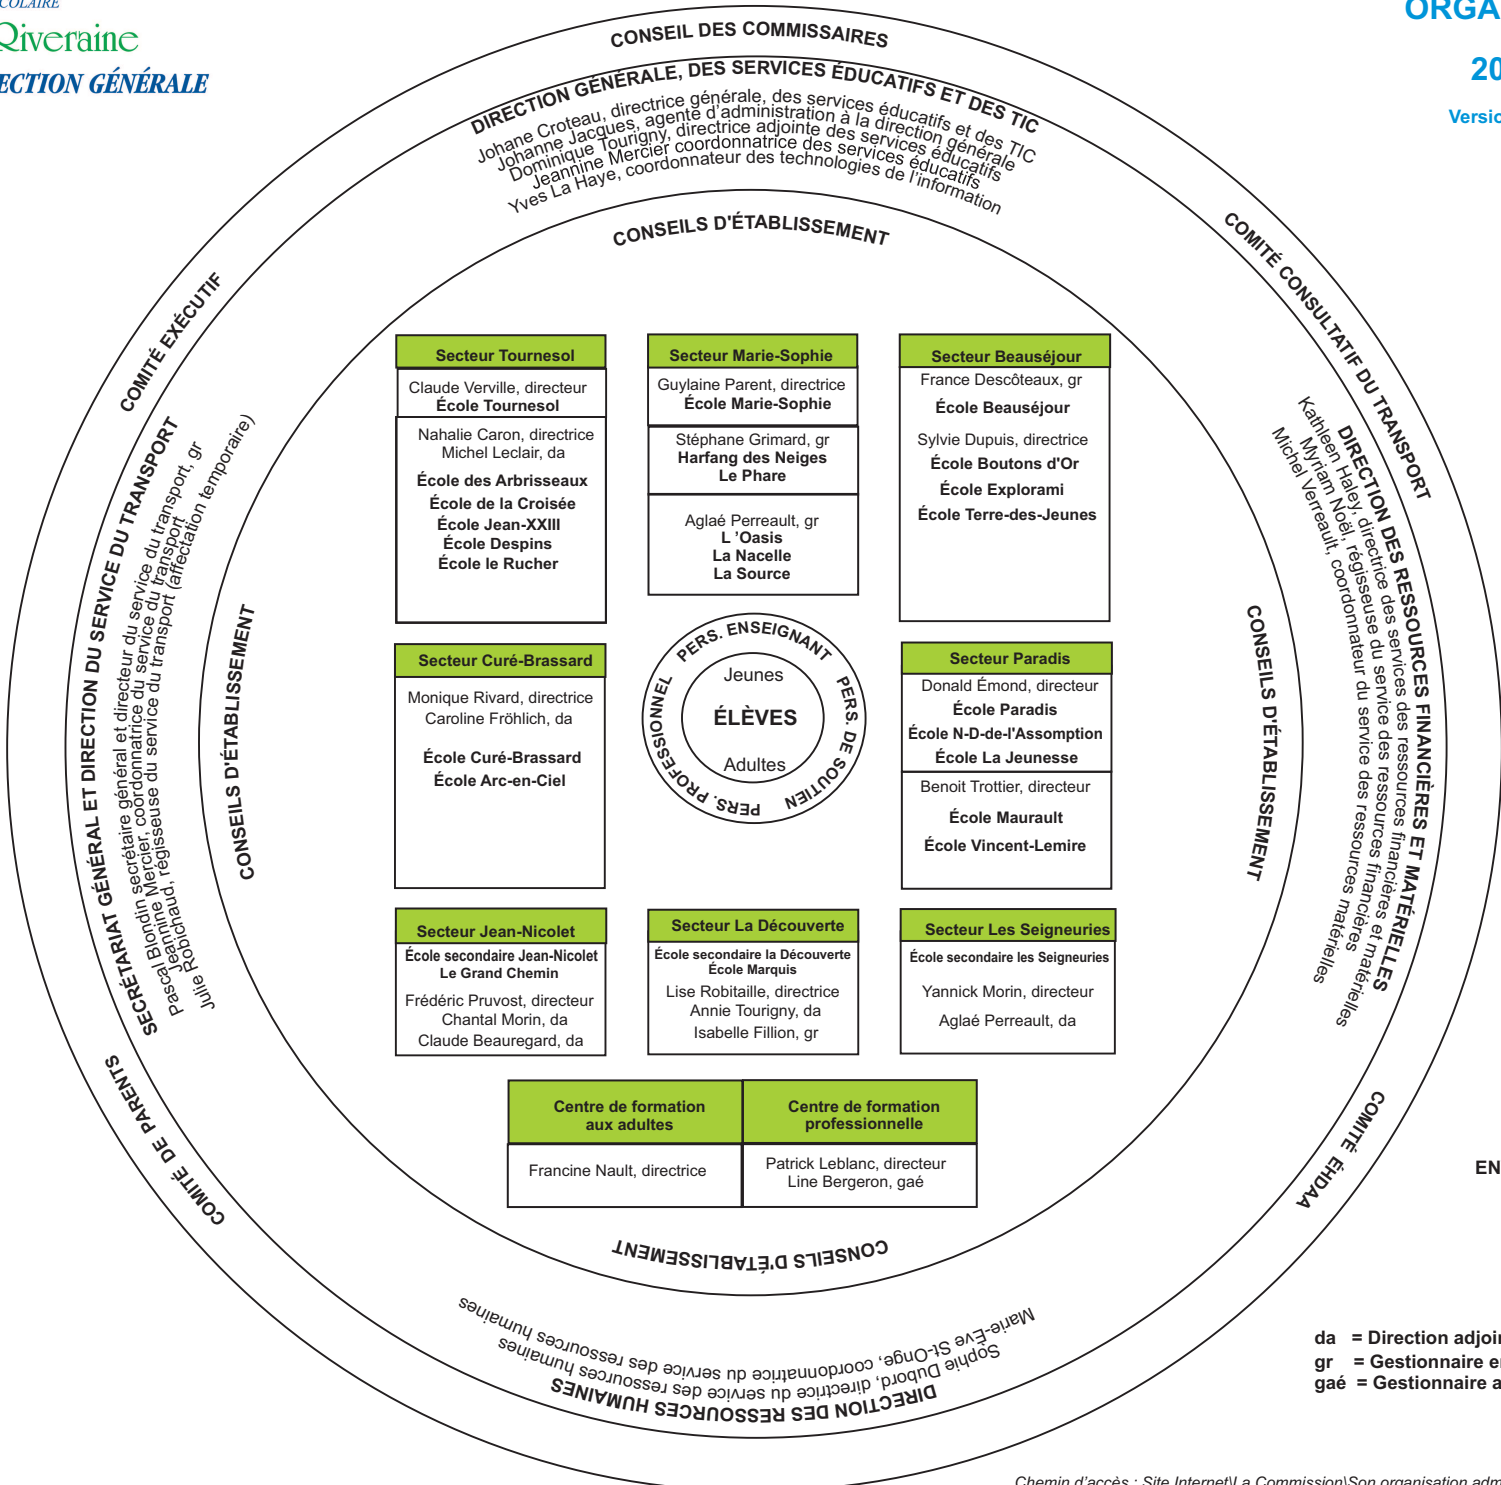 Riveraine
CONSEIL DES COMMISSAIRES
DIRECTION GÉNÉRALE, DES SERVICES ÉDUCATIFS ET DES TIC
Johane Croteau, directrice générale, des services éducatifs et des TIC
Johanne Jacques, agente d'administration à la direction générale
Dominique Tourigny, directrice adjointe des services éducatifs
Jeannine Mercier coordonnatrice des services éducatifs
Yves La Haye, coordonnateur des technologies de l'information
CONSEILS D'ÉTABLISSEMENT
COMITÉ EXÉCUTIF
COMITÉ CONSULTATIF DU TRANSPORT
SECRÉTARIAT GÉNÉRAL ET DIRECTION DU SERVICE DU TRANSPORT
Pascal Blondin secrétaire général et directeur du service du transport, gr
Jeannine Mercier, coordonnatrice du service du transport
Julie Robichaud, régisseuse du service du transport (affectation temporaire)
CONSEILS D'ÉTABLISSEMENT
Secteur Tournesol
Claude Verville, directeur
École Tournesol
Nahalie Caron, directrice
Michel Leclair, da
École des Arbrisseaux
École de la Croisée
École Jean-XXIII
École Despins
École le Rucher
Secteur Marie-Sophie
Guylaine Parent, directrice
École Marie-Sophie
Stéphane Grimard, gr
Harfang des Neiges
Le Phare
Aglaé Perreault, gr
L 'Oasis
La Nacelle
La Source
Secteur Beauséjour
France Descôteaux, gr
École Beauséjour
Sylvie Dupuis, directrice
École Boutons d'Or
École Explorami
École Terre-des-Jeunes
Secteur Curé-Brassard
Monique Rivard, directrice
Caroline Fröhlich, da
École Curé-Brassard
École Arc-en-Ciel
PERS. ENSEIGNANT
PERS. DE SOUTIEN
PERS. PROFESSIONNEL
Jeunes
ÉLÈVES
Adultes
Secteur Paradis
Donald Émond, directeur
École Paradis
École N-D-de-l'Assomption
École La Jeunesse
Benoit Trottier, directeur
École Maurault
École Vincent-Lemire
Secteur Jean-Nicolet
École secondaire Jean-Nicolet
Le Grand Chemin
Frédéric Pruvost, directeur
Chantal Morin, da
Claude Beauregard, da
Secteur La Découverte
École secondaire la Découverte
École Marquis
Lise Robitaille, directrice
Annie Tourigny, da
Isabelle Fillion, gr
Secteur Les Seigneuries
École secondaire les Seigneuries
Yannick Morin, directeur
Aglaé Perreault, da
Centre de formation
aux adultes
Francine Nault, directrice
Centre de formation
professionnelle
Patrick Leblanc, directeur
Line Bergeron, gaé
CONSEILS D'ÉTABLISSEMENT
DIRECTION DES RESSOURCES FINANCIÈRES ET MATÉRIELLES
Kathleen Haley, directrice des services des ressources financières et matérielles
Myriam Noël, régisseuse du service des ressources financières
Michel Verreault, coordonnateur du service des ressources matérielles
COMITÉ DE PARENTS
COMITÉ ÉHDAA
CONSEILS D'ÉTABLISSEMENT
Marie-Ève St-Onge, coordonnatrice du service des ressources humaines
Sophie Dubord, directrice du service des ressources humaines
DIRECTION DES RESSOURCES HUMAINES
COLAIRE
ECTION GÉNÉRALE
ORGA
20
Versio
EN
da = Direction adjoin
gr = Gestionnaire e
gaé = Gestionnaire a
Chemin d'accès : Site Internet\La Commission\Son organisation adm